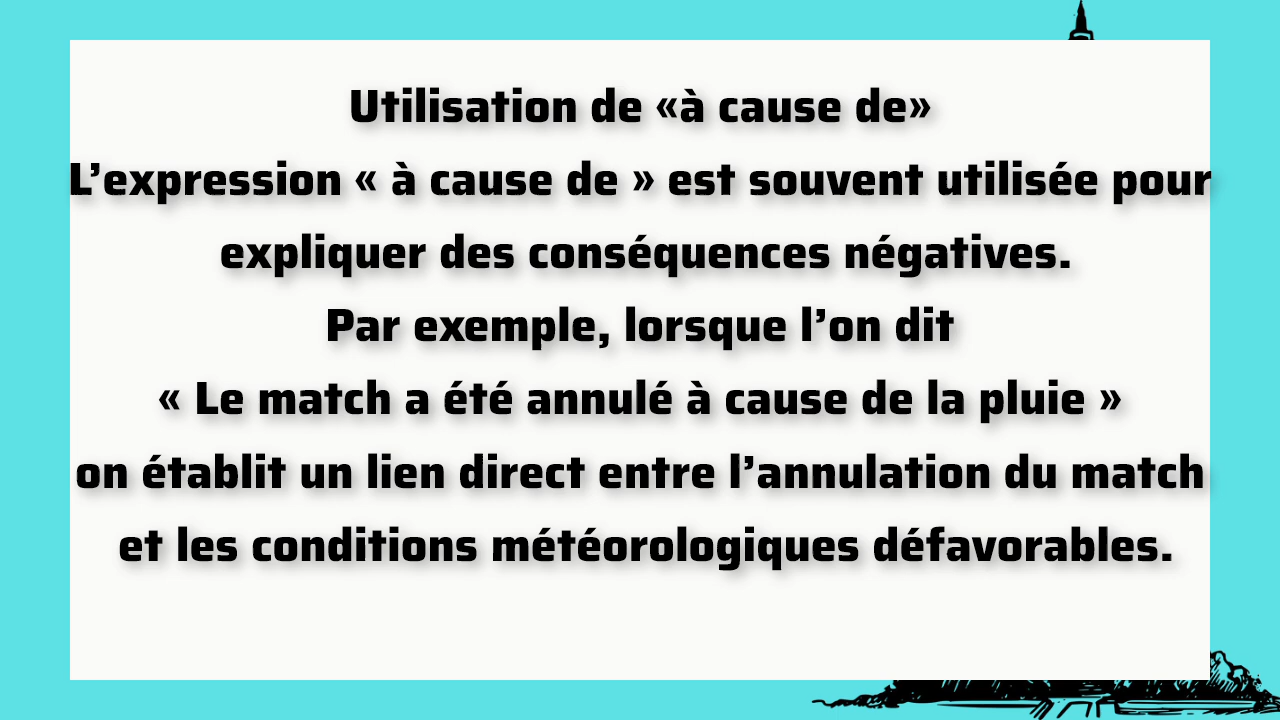 Utilisation de «à cause de»
L’expression « à cause de » est souvent utilisée pour
expliquer des conséquences négatives.
Par exemple, lorsque l’on dit
« Le match a été annulé à cause de la pluie »
on établit un lien direct entre l’annulation du match
et les conditions météorologiques défavorables.